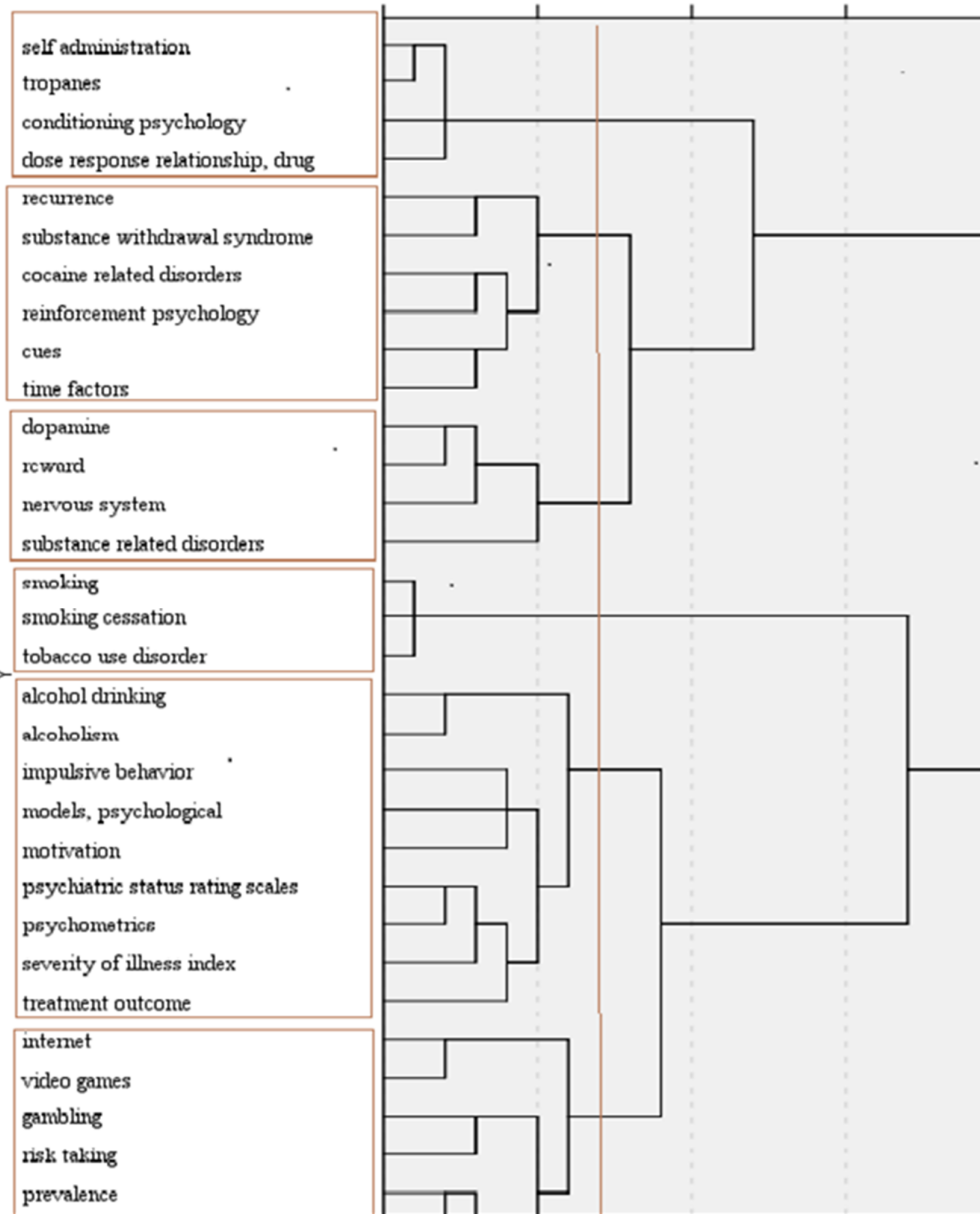 self administration
tropanes
conditioning psychology
dose response relationship, drug
recurrence
substance withdrawal syndrome
cocaine related disorders
reinforcement psychology
cues
time factors
dopamine
reward
nervous system
substance related disorders
smoking
smoking cessation
tobacco use disorder
alcohol drinking
alcoholism
impulsive behavior
models, psychological
motivation
psychiatric status rating scales
psychometrics
severity of illness index
treatment outcome
internet
video games
gambling
risk taking
prevalence